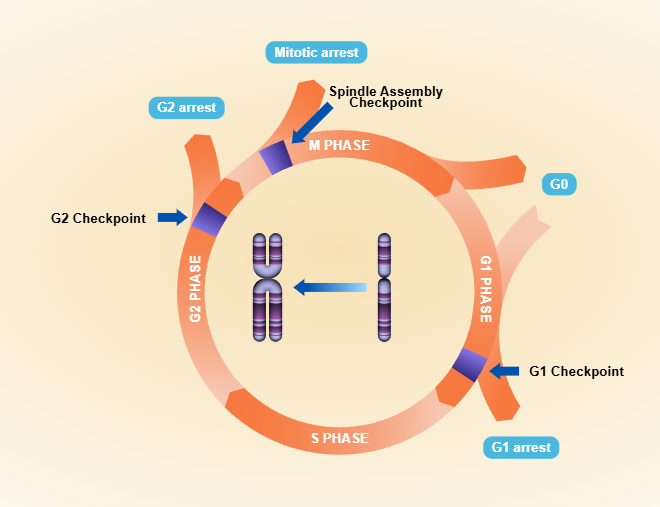 Mitotic arrest
Spindle Assembly
Checkpoint
G2 arrest
M PHASE
G0
G2 Checkpoint
G2 PHASE
G1 PHASE
G1 Checkpoint
S PHASE
G1 arrest